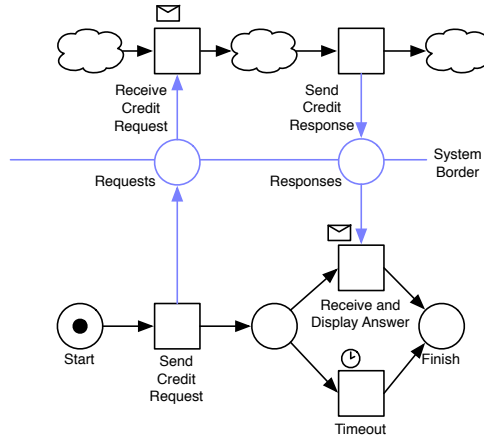 Receive
Credit
Request
Send
Credit
Response
System
Border
Requests
Responses
Receive and
Display Answer
Start
Send
Credit
Request
Finish
Timeout